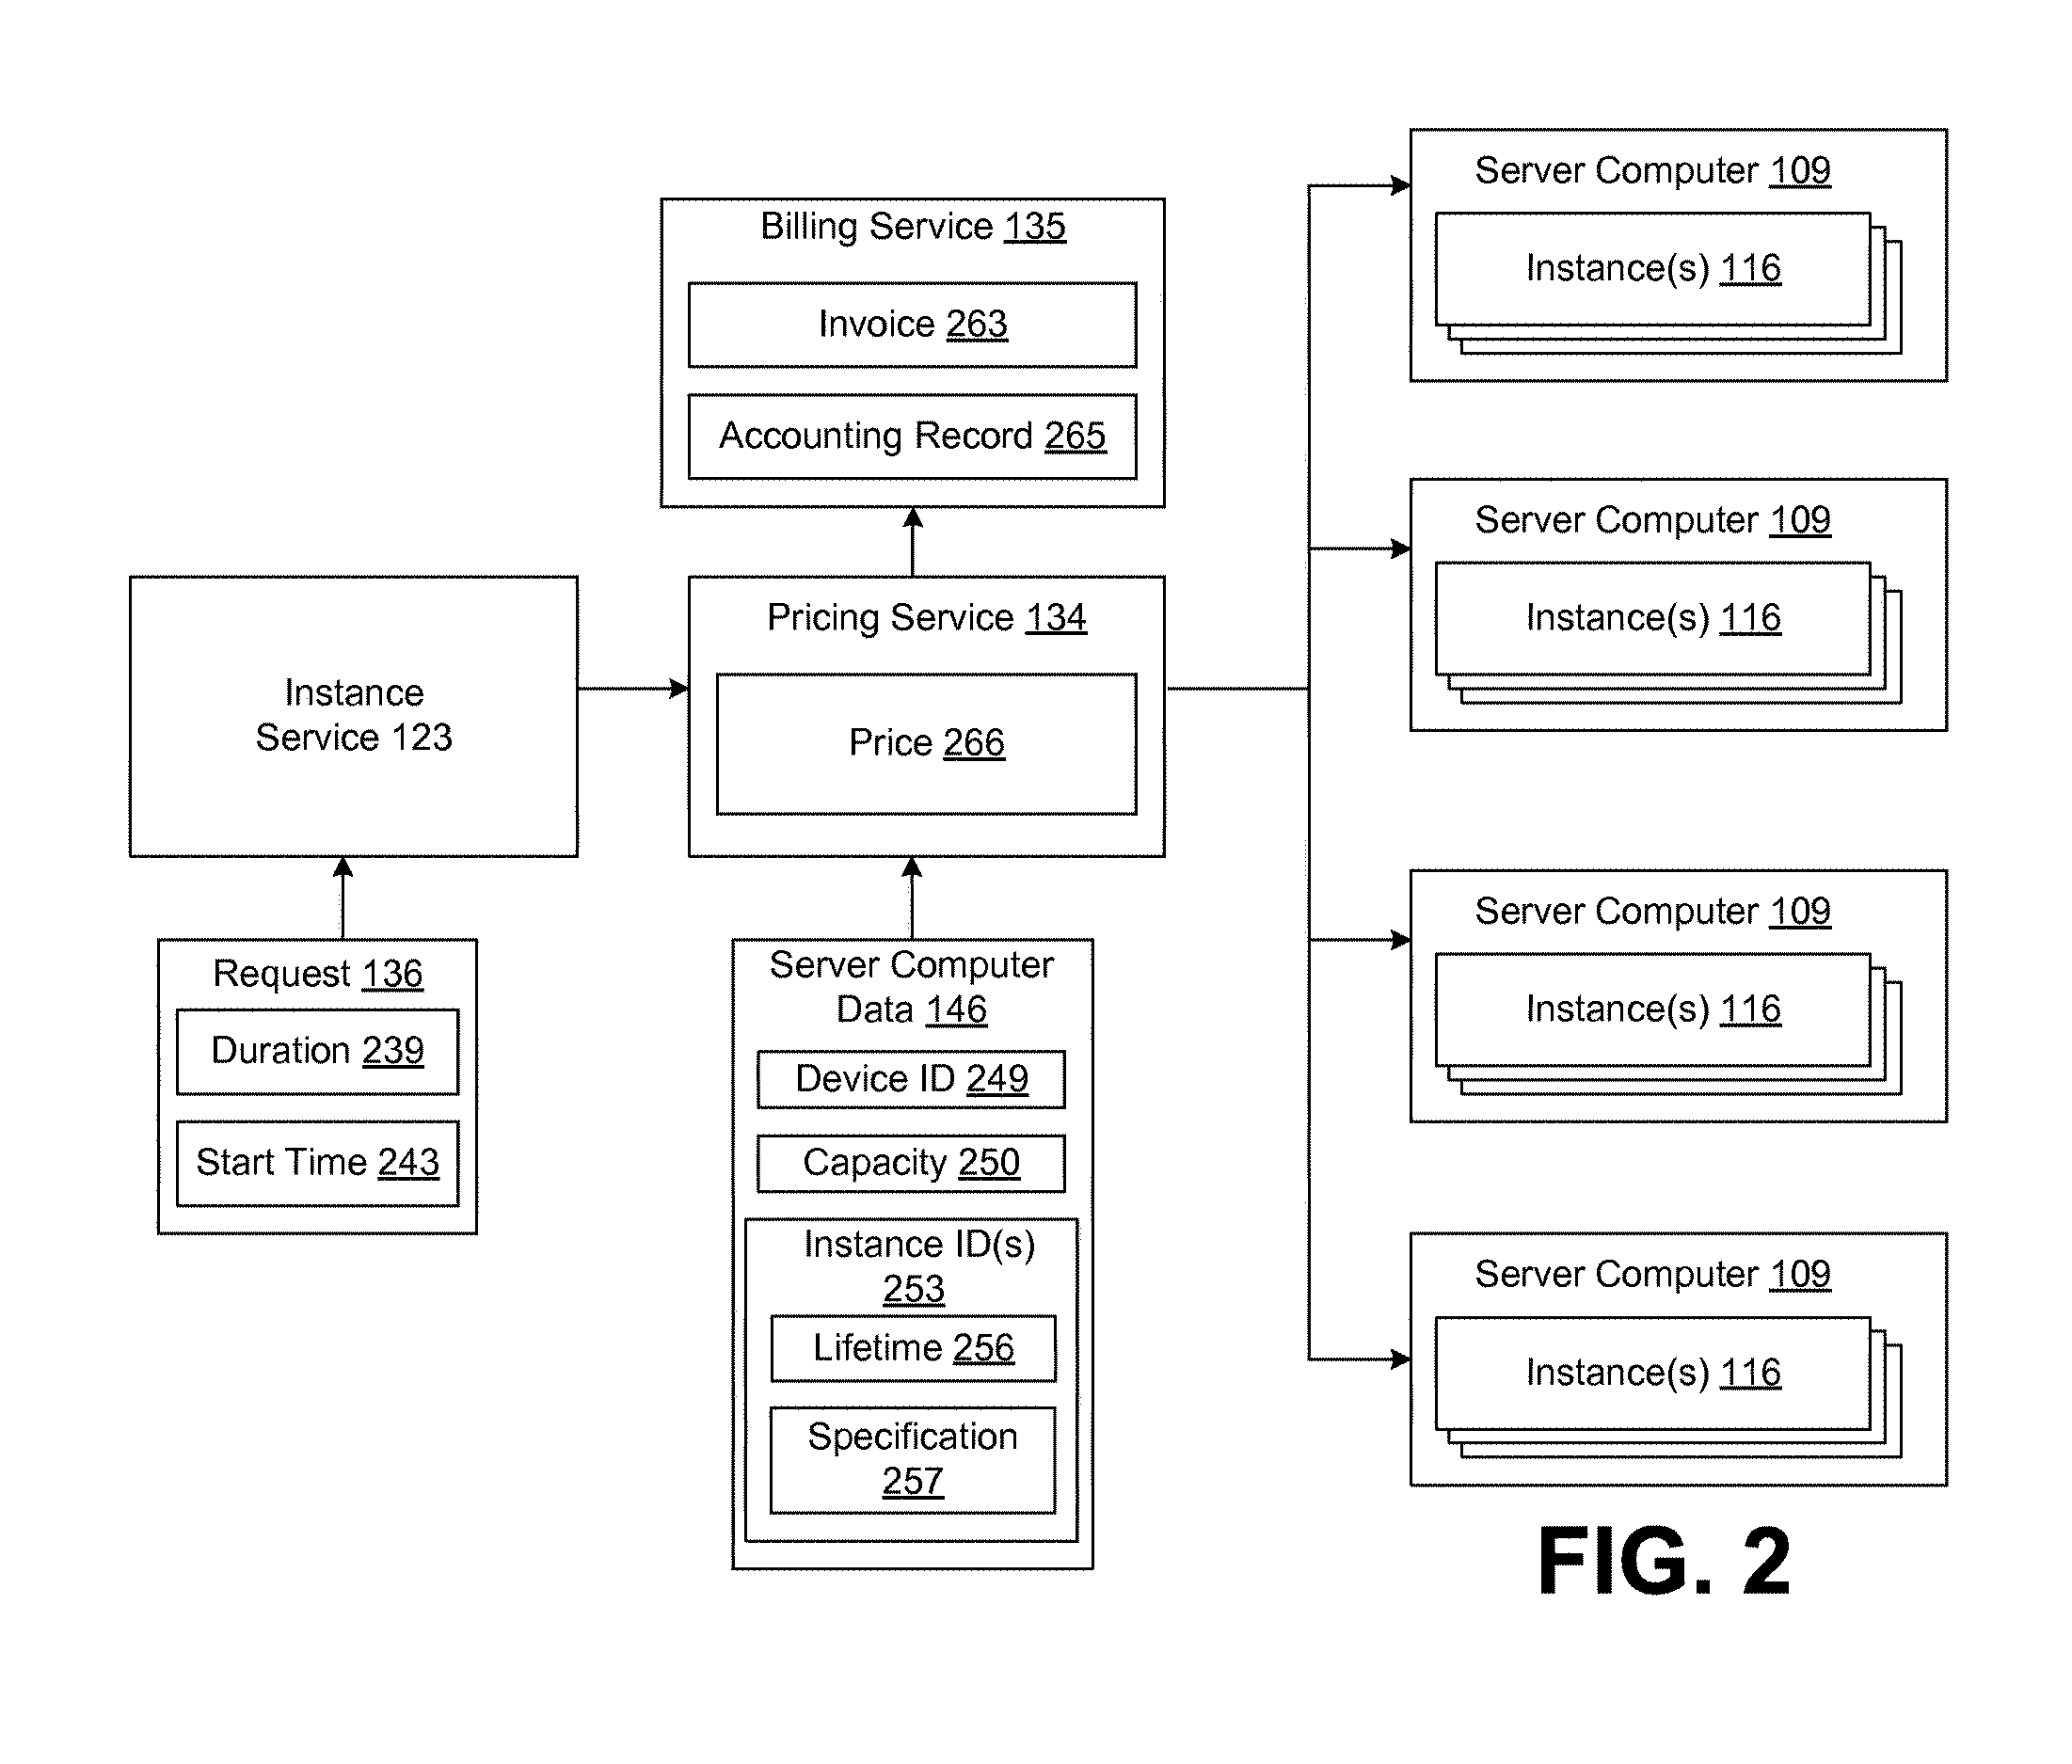 Billing Service 135
Invoice 263
Accounting Record 265
Instance
Service 123
Pricing Service 134
Price 266
Request 136
Duration 239
Start Time 243
Server Computer
Data 146
Device ID 249
Capacity 250
Instance ID(s)
253
Lifetime 256
Specification
257
Server Computer 109
Instance(s) 116
Server Computer 109
Instance(s) 116
Server Computer 109
Instance(s) 116
Server Computer 109
Instance(s) 116
FIG. 2